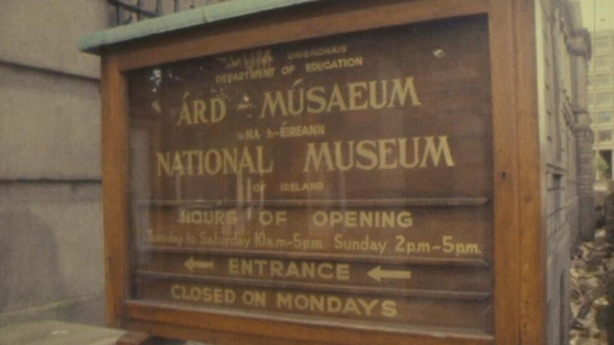 OIDEACHAIS
DEPARTMENT OF EDUCATION
ÁRD - MÚSAEUM
NA h-ÉIREANN
NATIONAL MUSEUM
OF IRELAND
HOURS OF OPENING
Tuesday to Saturday 10a.m-5p.m. Sunday 2p.m-5p.m.
← ENTRANCE ←
CLOSED ON MONDAYS